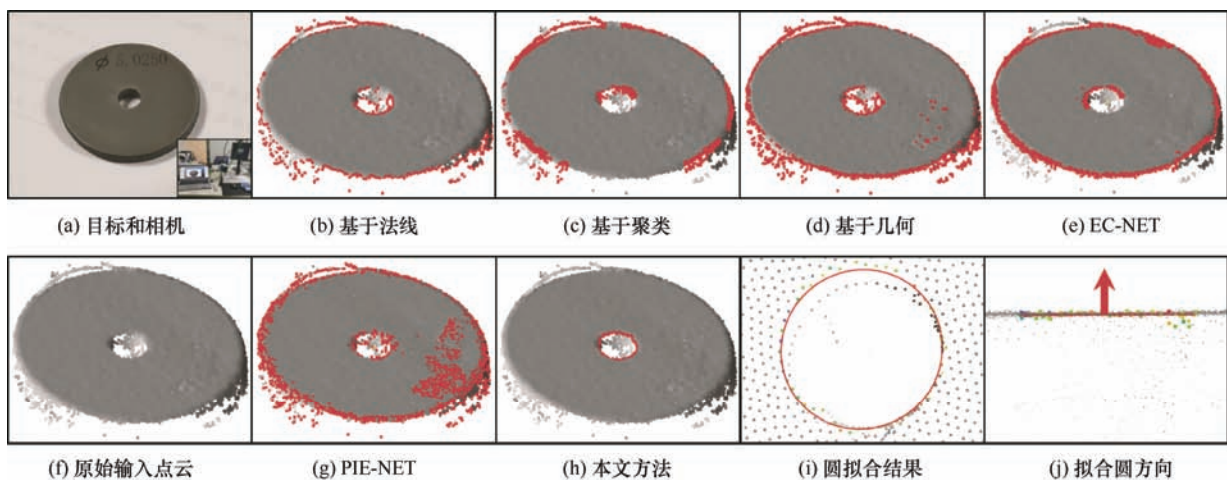 Ø 5.0260
(a) 目标和相机
(b) 基于法线
(c) 基于聚类
(d) 基于几何
(e) EC-NET
(f) 原始输入点云
(g) PIE-NET
(h) 本文方法
(i) 圆拟合结果
(j) 拟合圆方向